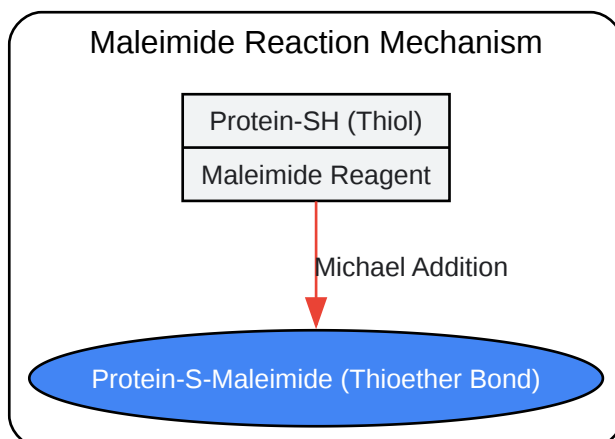 Maleimide Reaction Mechanism
Protein-SH (Thiol)
Maleimide Reagent
Michael Addition
Protein-S-Maleimide (Thioether Bond)